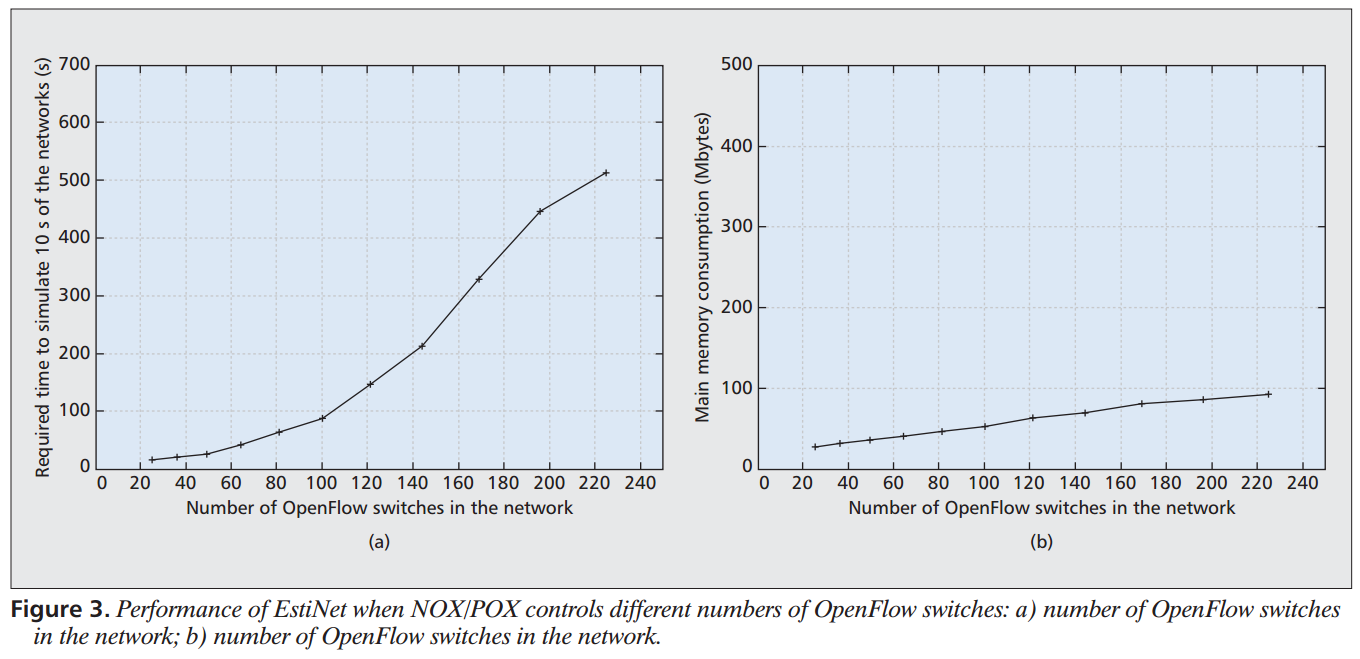 Required time to simulate 10 s of the networks (s)
700
600
500
400
300
200
100
0
0 20 40 60 80 100 120 140 160 180 200 220 240
Number of OpenFlow switches in the network
(a)
Main memory consumption (Mbytes)
500
400
300
200
100
0
0 20 40 60 80 100 120 140 160 180 200 220 240
Number of OpenFlow switches in the network
(b)
Figure 3. Performance of EstiNet when NOX/POX controls different numbers of OpenFlow switches: a) number of OpenFlow switches
in the network; b) number of OpenFlow switches in the network.